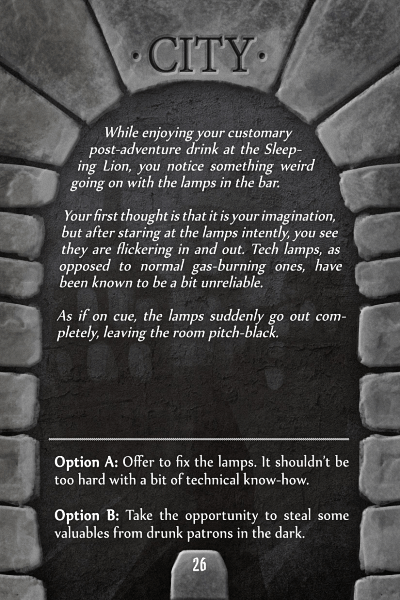 ·CITY·
While enjoying your customary
post-adventure drink at the Sleep-
ing Lion, you notice something weird
going on with the lamps in the bar.
Your first thought is that it is your imagination,
but after staring at the lamps intently, you see
they are flickering in and out. Tech lamps, as
opposed to normal gas-burning ones, have
been known to be a bit unreliable.
As if on cue, the lamps suddenly go out com-
pletely, leaving the room pitch-black.
Option A: Offer to fix the lamps. It shouldn't be
too hard with a bit of technical know-how.
Option B: Take the opportunity to steal some
valuables from drunk patrons in the dark.
26